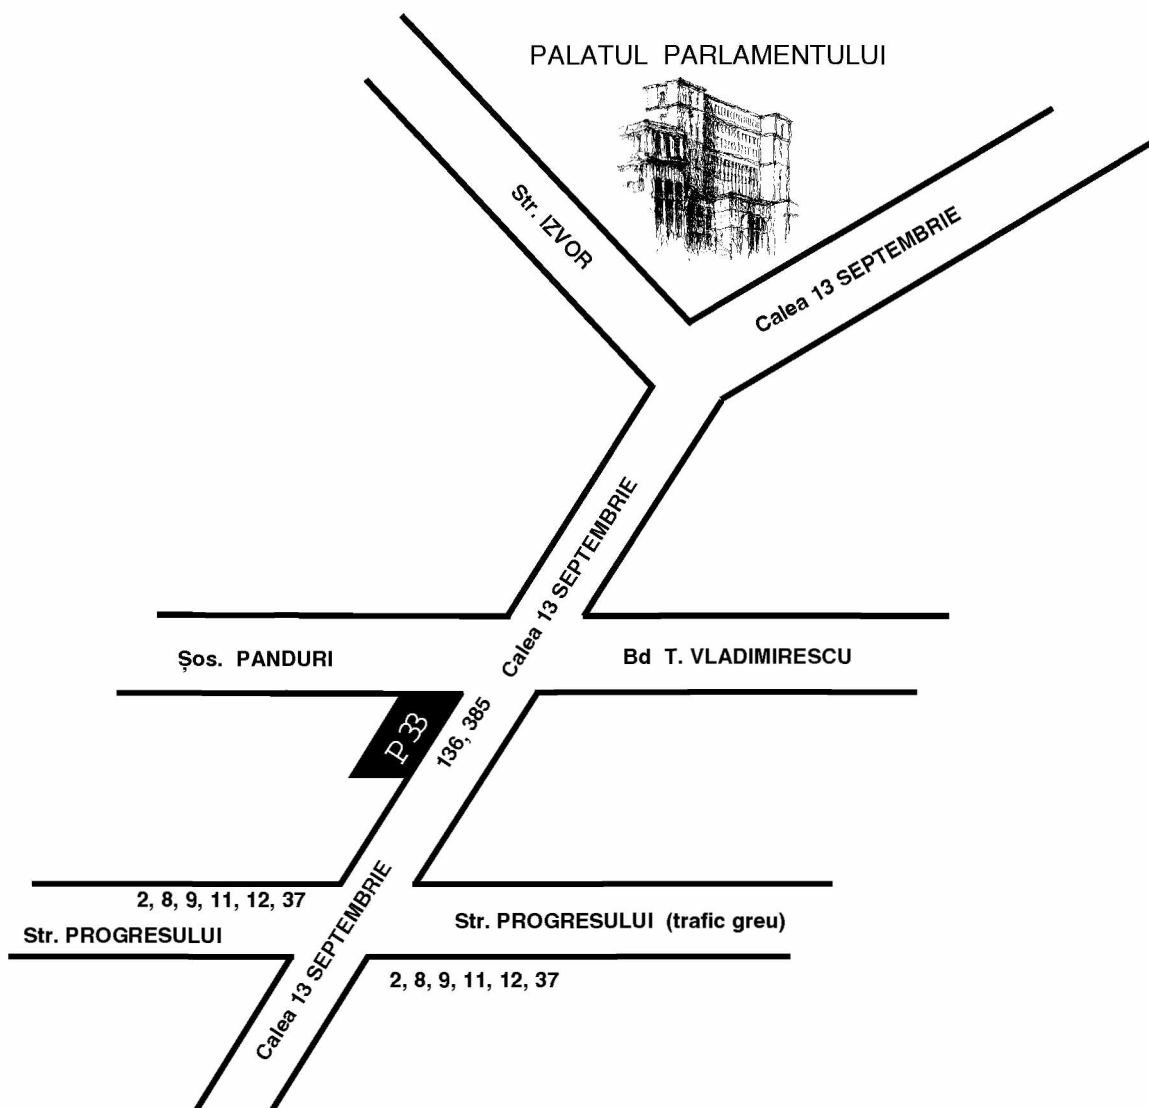 PALATUL PARLAMENTULUI
Str. IZVOR
Calea 13 SEPTEMBRIE
Calea 13 SEPTEMBRIE
Șos. PANDURI
Bd T. VLADIMIRESCU
P 33
136, 385
2, 8, 9, 11, 12, 37
Str. PROGRESULUI
Str. PROGRESULUI (trafic greu)
Calea 13 SEPTEMBRIE
2, 8, 9, 11, 12, 37